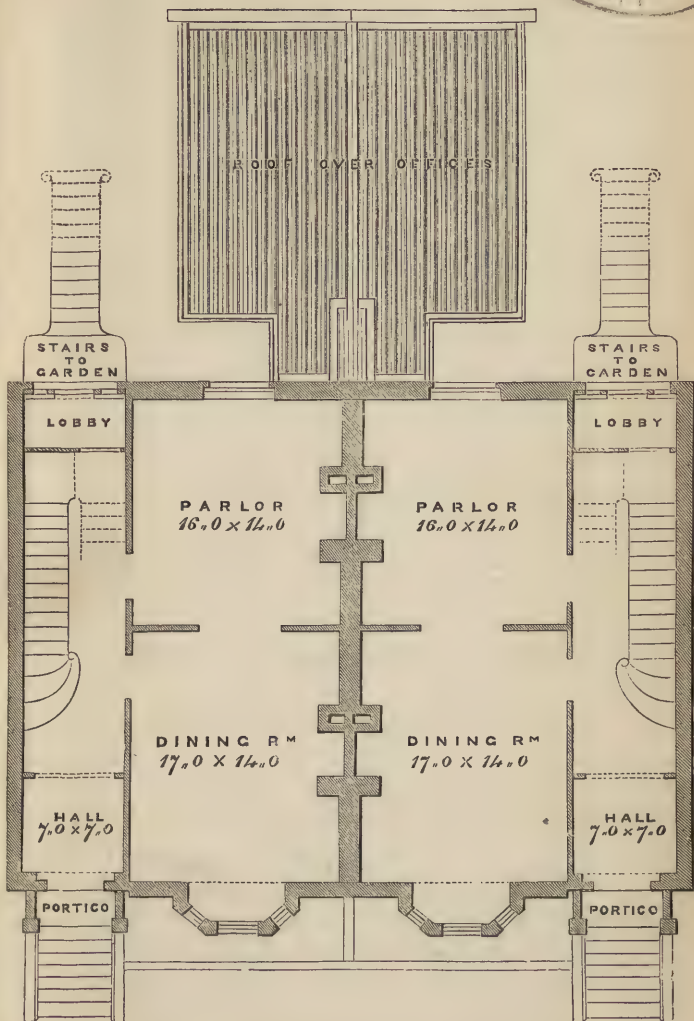 ROOF OVER OFFICES
STAIRS
TO
GARDEN
STAIRS
TO
GARDEN
LOBBY
LOBBY
PARLOR
16„0 X 14„0
PARLOR
16„0 X 14„0
DINING RM
17„0 X 14„0
DINING RM
17„0 X 14„0
HALL
7„0 X 7„0
HALL
7„0 X 7„0
PORTICO
PORTICO